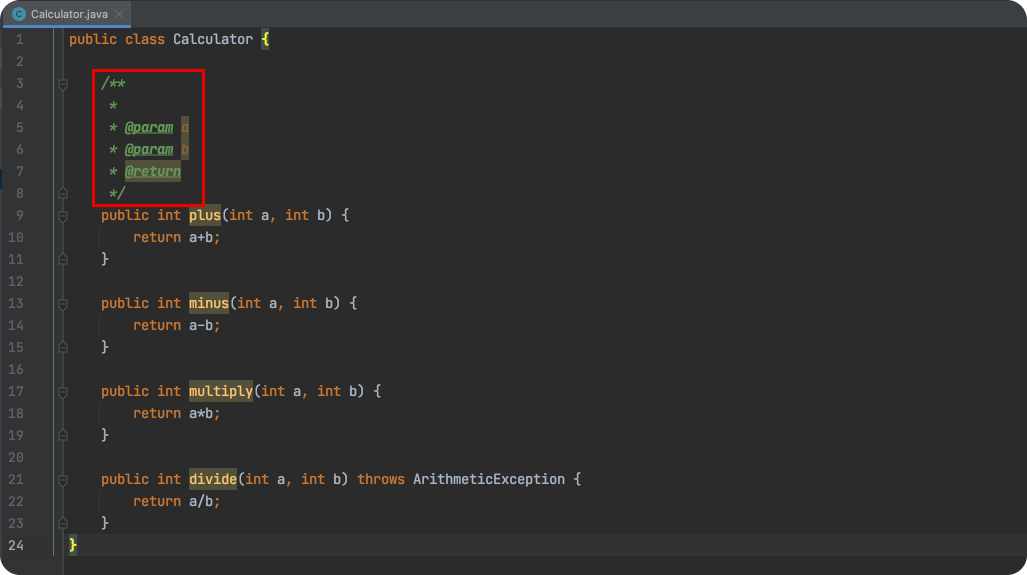 C Calculator.java
1 public class Calculator {
2
3 /**
4 *
5 * @param a
6 * @param b
7 * @return
8 */
9 public int plus(int a, int b) {
10 return a+b;
11 }
12
13 public int minus(int a, int b) {
14 return a-b;
15 }
16
17 public int multiply(int a, int b) {
18 return a*b;
19 }
20
21 public int divide(int a, int b) throws ArithmeticException {
22 return a/b;
23 }
24 }